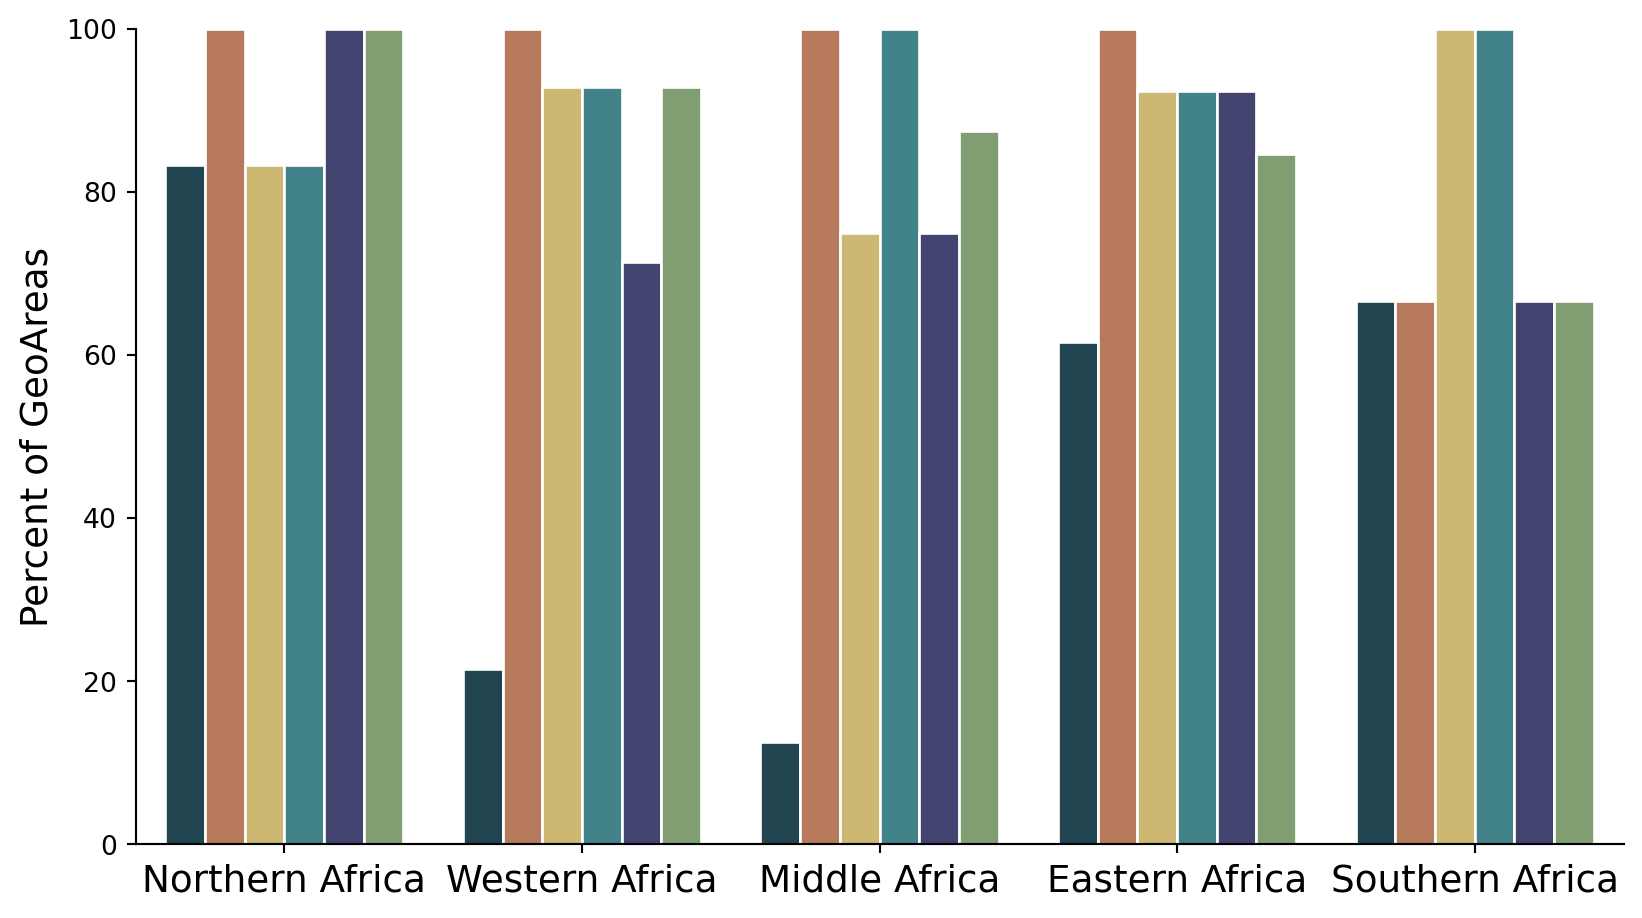 100
80
60
40
20
0
Percent of GeoAreas
Northern Africa
Western Africa
Middle Africa
Eastern Africa
Southern Africa